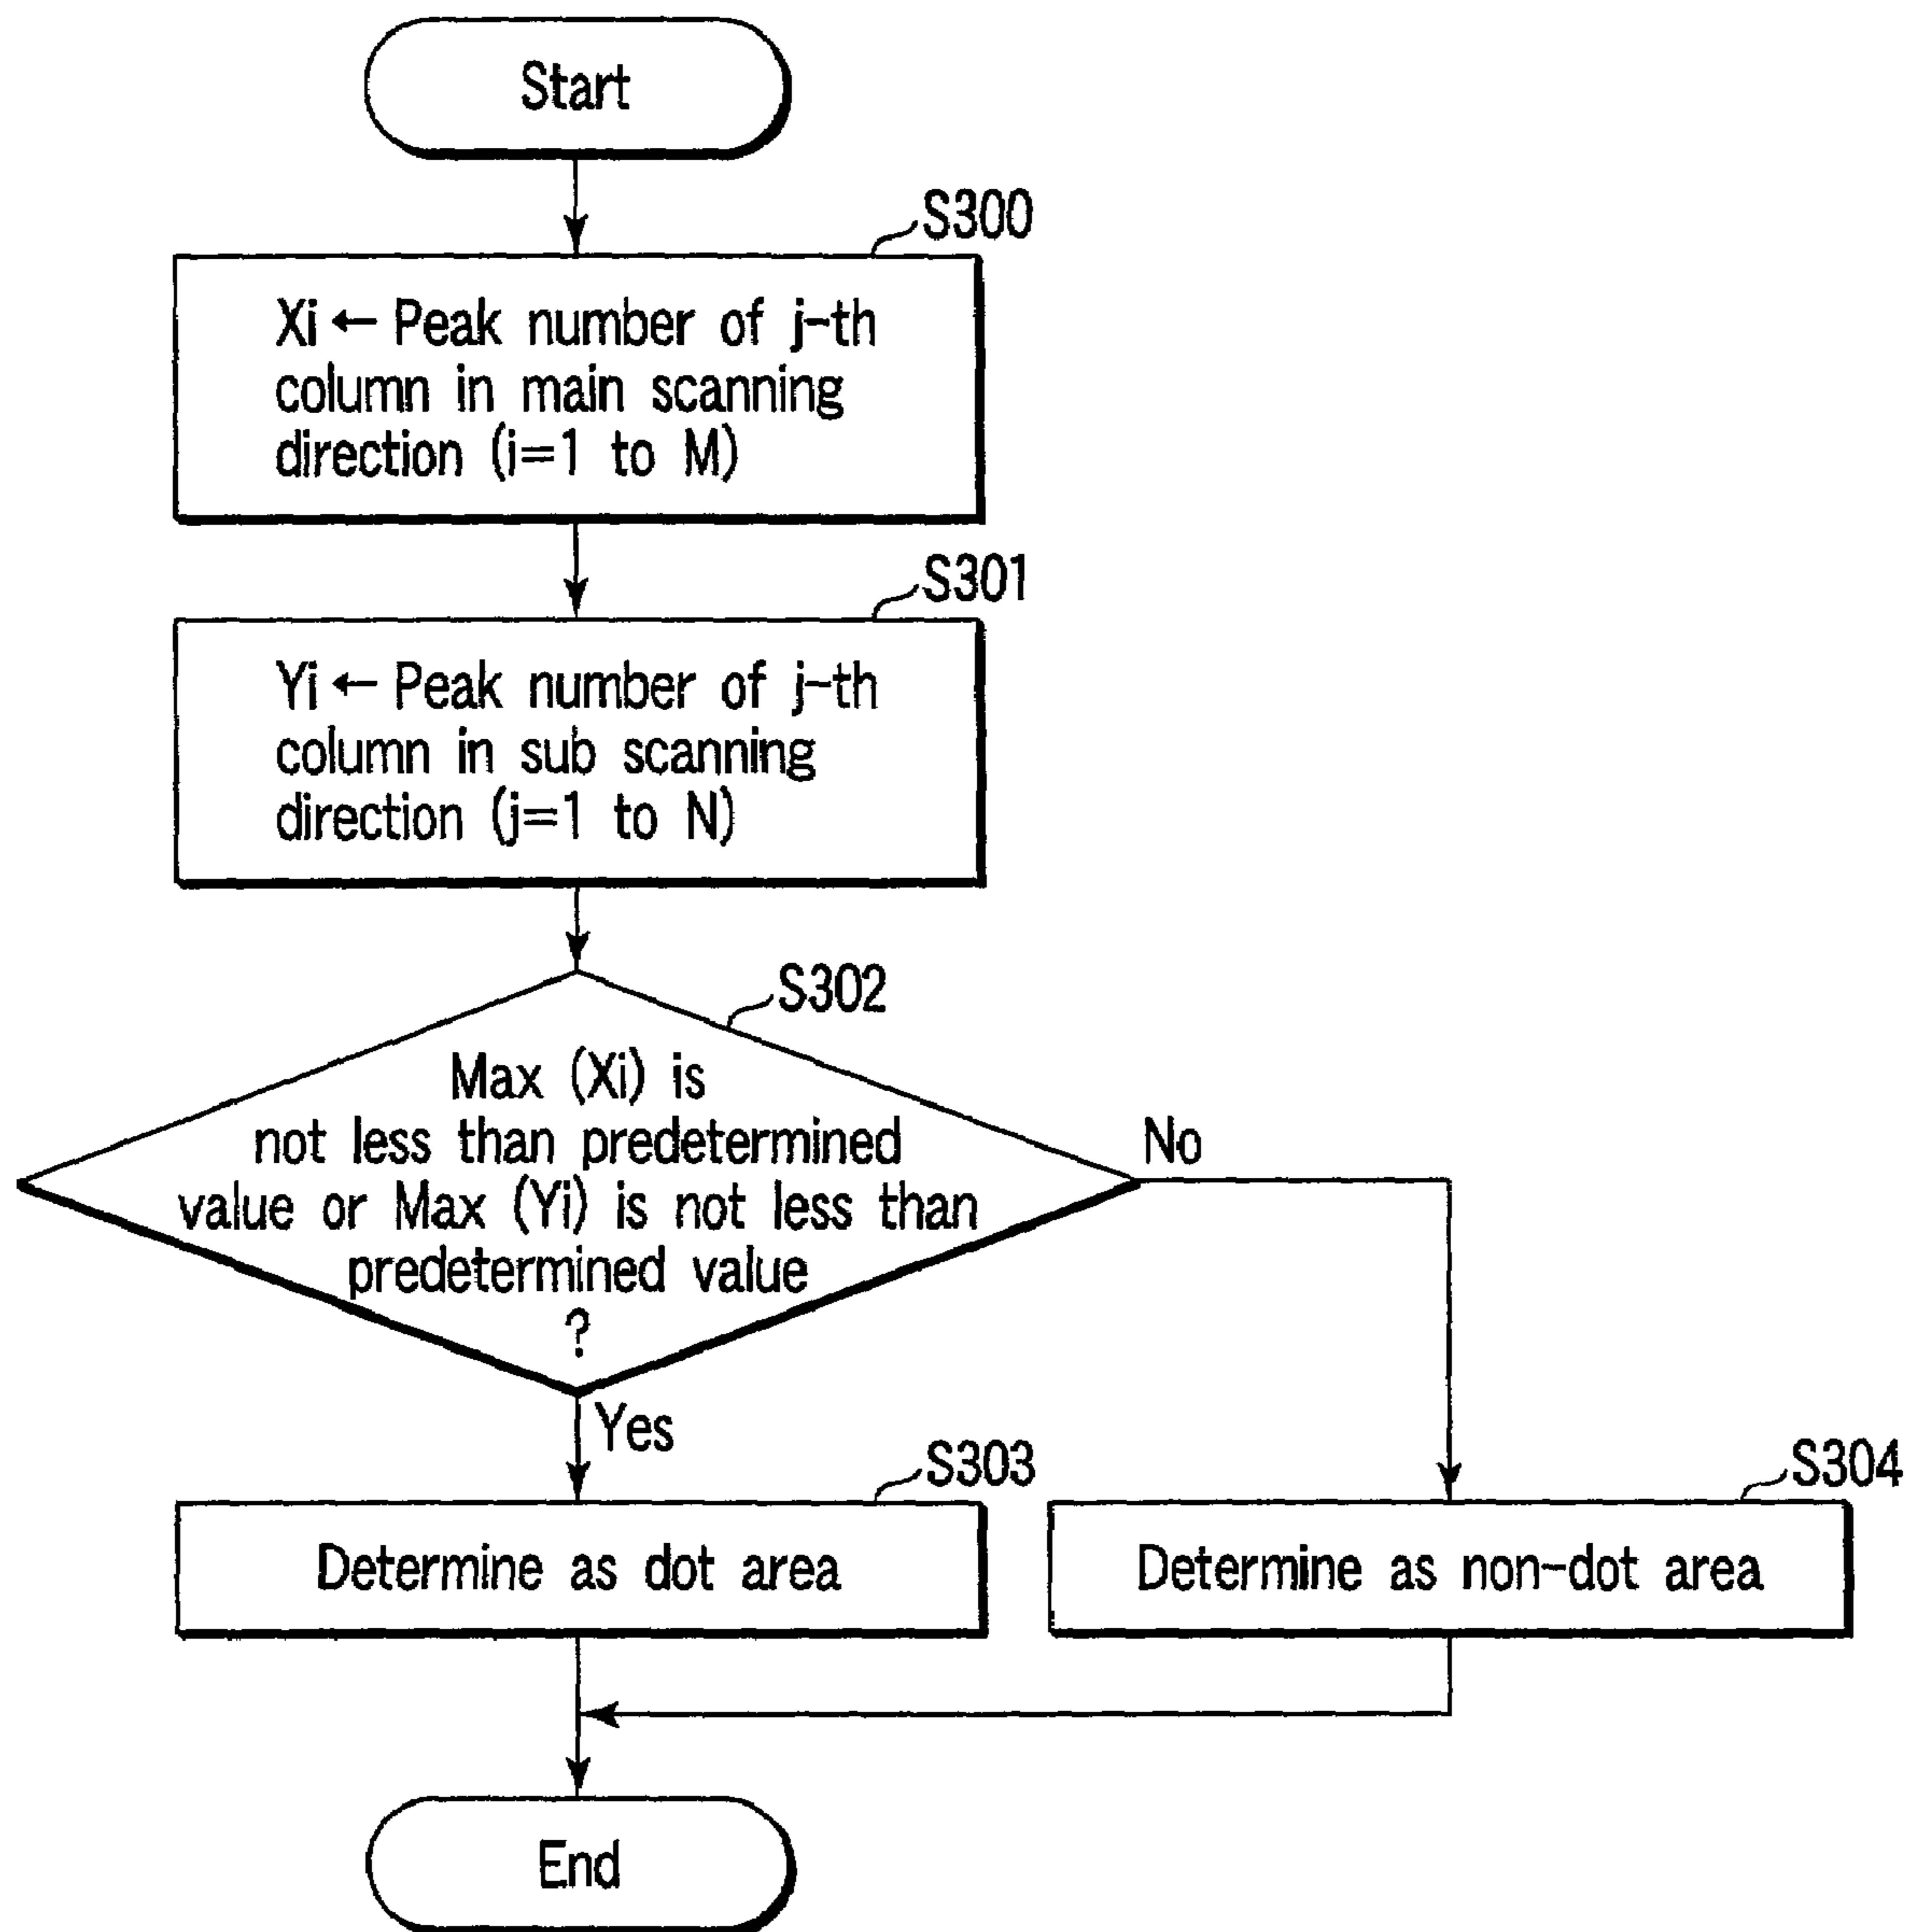 Start
S300
Xi ← Peak number of j-th
column in main scanning
direction (i=1 to M)
S301
Yi ← Peak number of j-th
column in sub scanning
direction (j=1 to N)
S302
Max (Xi) is
not less than predetermined
value or Max (Yi) is not less than
predetermined value
?
No
Yes
S303
Determine as dot area
S304
Determine as non-dot area
End